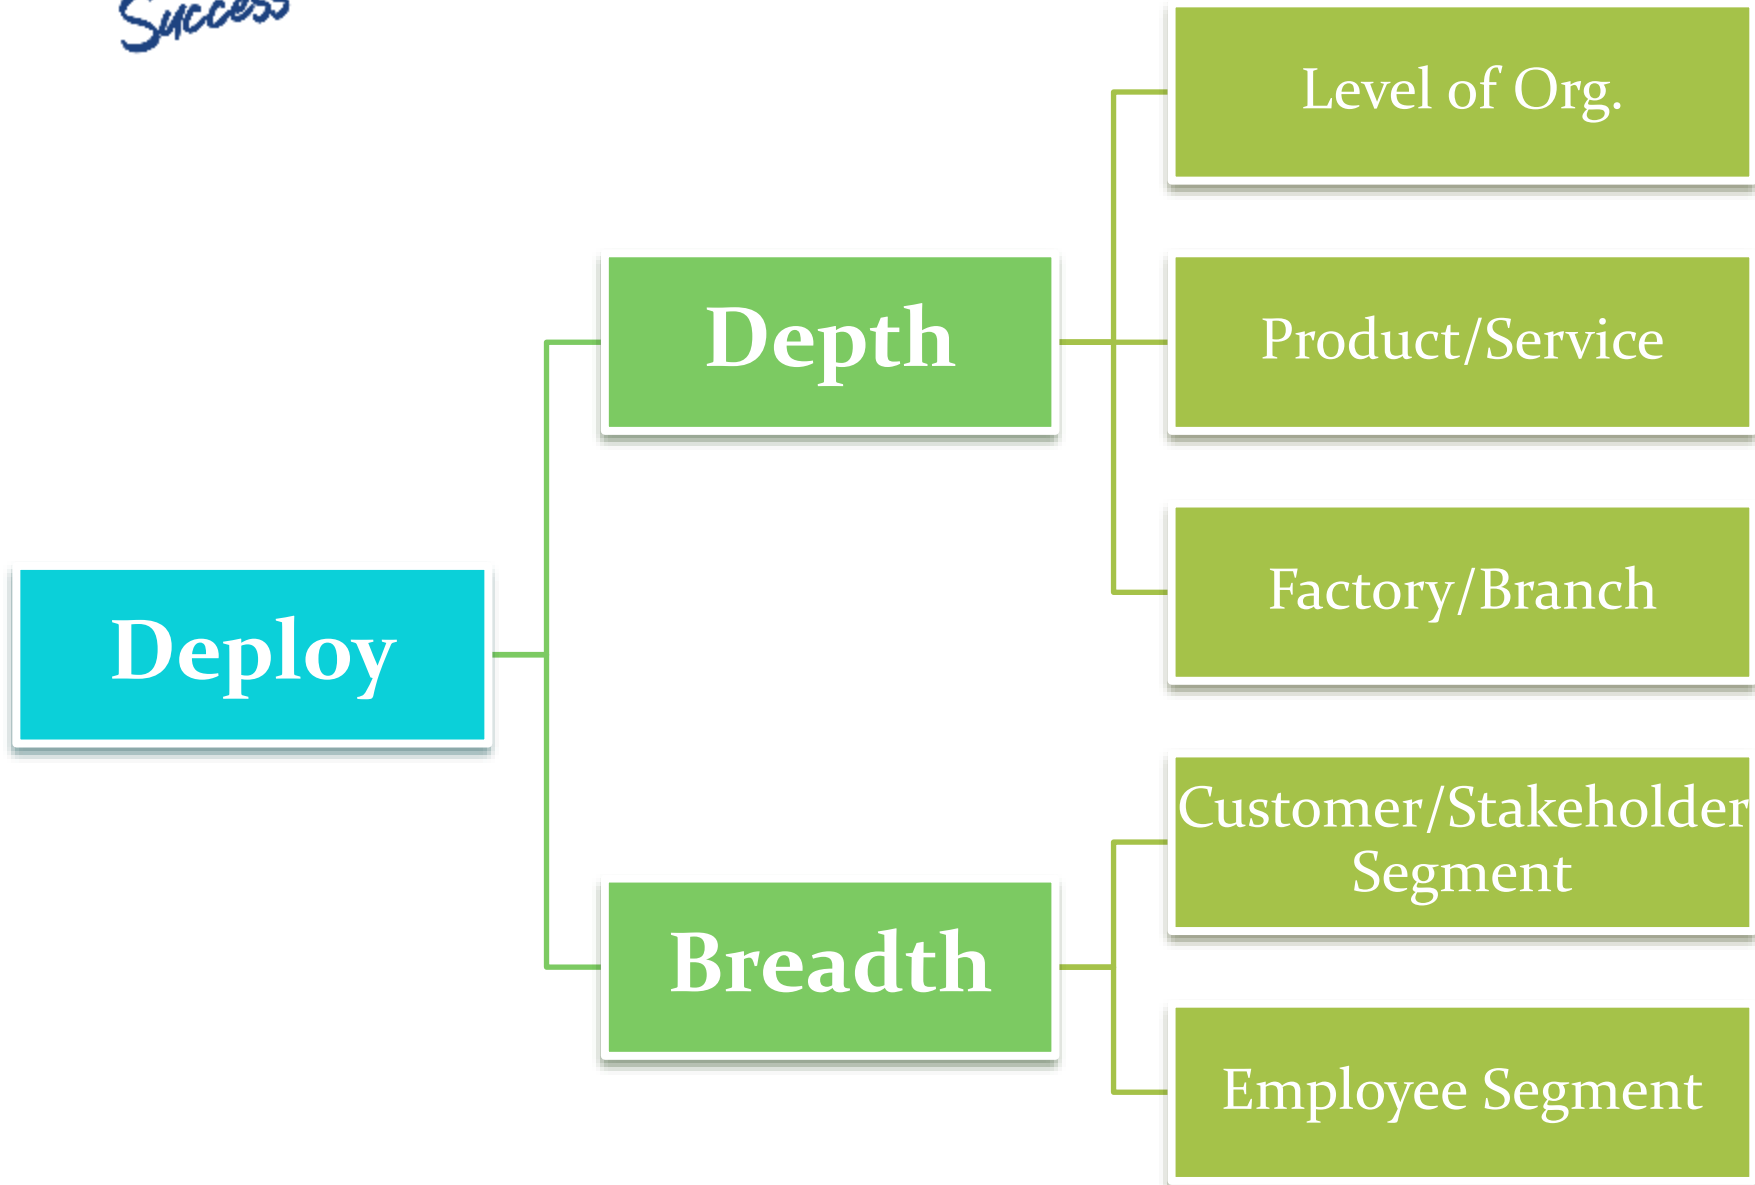 Success
Level of Org.
Depth
Product/Service
Factory/Branch
Deploy
Customer/Stakeholder
Segment
Breadth
Employee Segment